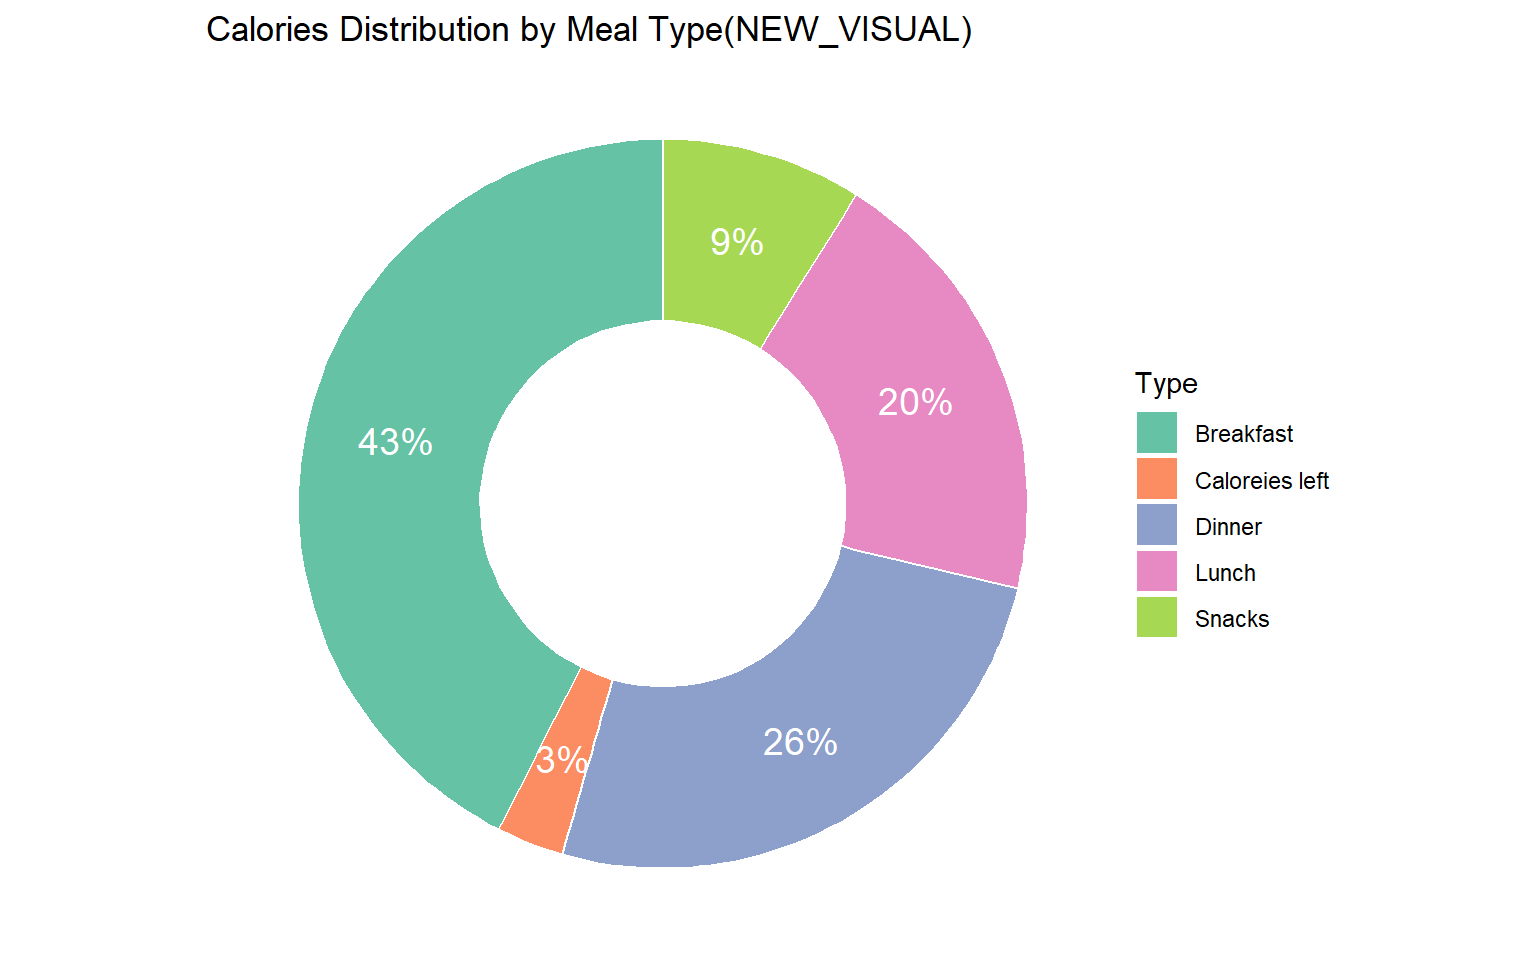 Calories Distribution by Meal Type(NEW_VISUAL)
9%
20%
43%
26%
3%
Type
Breakfast
Caloreies left
Dinner
Lunch
Snacks